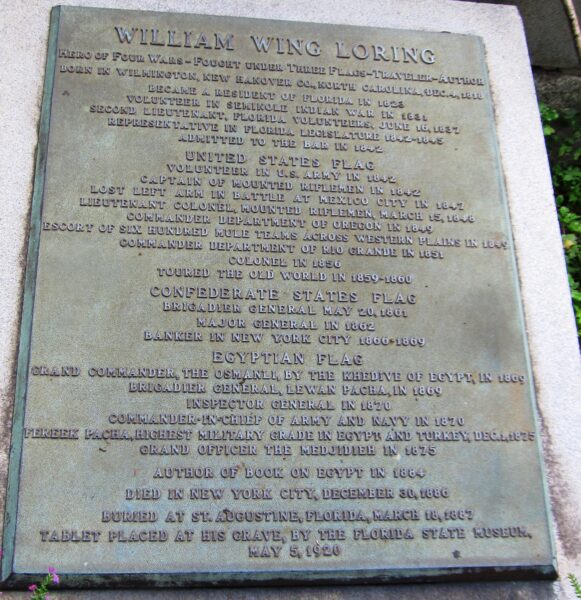 WILLIAM WING LORING
HERO OF FOUR WARS - FOUGHT UNDER THREE FLAGS - TRAVELER - AUTHOR
BORN IN WILMINGTON, NEW HANOVER CO., NORTH CAROLINA, DEC. 4, 1818
BECAME A RESIDENT OF FLORIDA IN 1823
VOLUNTEER IN SEMINOLE INDIAN WAR IN 1831
SECOND LIEUTENANT, FLORIDA VOLUNTEERS, JUNE 16, 1837
REPRESENTATIVE IN FLORIDA LEGISLATURE 1842-1845
ADMITTED TO THE BAR IN 1842
UNITED STATES FLAG
VOLUNTEER IN U.S. ARMY IN 1842
CAPTAIN OF MOUNTED RIFLEMEN IN 1842
LOST LEFT ARM IN BATTLE AT MEXICO CITY IN 1847
LIEUTENANT COLONEL, MOUNTED RIFLEMEN, MARCH 15, 1848
COMMANDER DEPARTMENT OF OREGON IN 1849
ESCORT OF SIX HUNDRED MULE TEAMS ACROSS WESTERN PLAINS IN 1849
COMMANDER DEPARTMENT OF RIO GRANDE IN 1851
COLONEL IN 1856
TOURED THE OLD WORLD IN 1859-1860
CONFEDERATE STATES FLAG
BRIGADIER GENERAL MAY 20, 1861
MAJOR GENERAL IN 1862
BANKER IN NEW YORK CITY 1866-1869
EGYPTIAN FLAG
GRAND COMMANDER, THE OSMANLI, BY THE KHEDIVE OF EGYPT, IN 1869
BRIGADIER GENERAL, LEWAN PACHA, IN 1869
INSPECTOR GENERAL IN 1870
COMMANDER-IN-CHIEF OF ARMY AND NAVY IN 1870
FEREEK PACHA, HIGHEST MILITARY GRADE IN EGYPT AND TURKEY, DEC. 1, 1875
GRAND OFFICER THE MEDJIDIEH IN 1875
AUTHOR OF BOOK ON EGYPT IN 1884
DIED IN NEW YORK CITY, DECEMBER 30, 1886
BURIED AT ST. AUGUSTINE, FLORIDA, MARCH 18, 1887
TABLET PLACED AT HIS GRAVE, BY THE FLORIDA STATE MUSEUM,
MAY 5, 1920